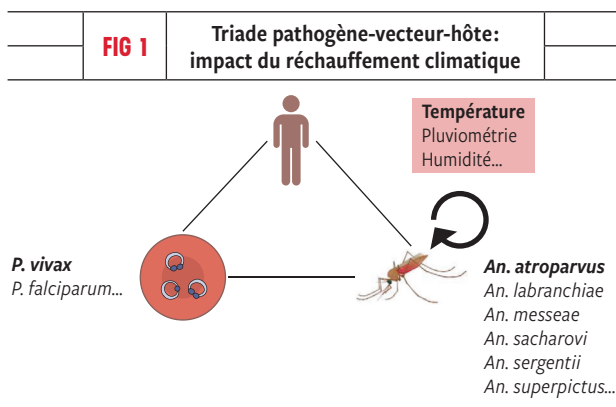 FIG 1
Triade pathogène-vecteur-hôte:
impact du réchauffement climatique
Température
Pluviométrie
Humidité...
P. vivax
P. falciparum...
An. atroparvus
An. labranchiae
An. messeae
An. sacharovi
An. sergentii
An. superpictus...